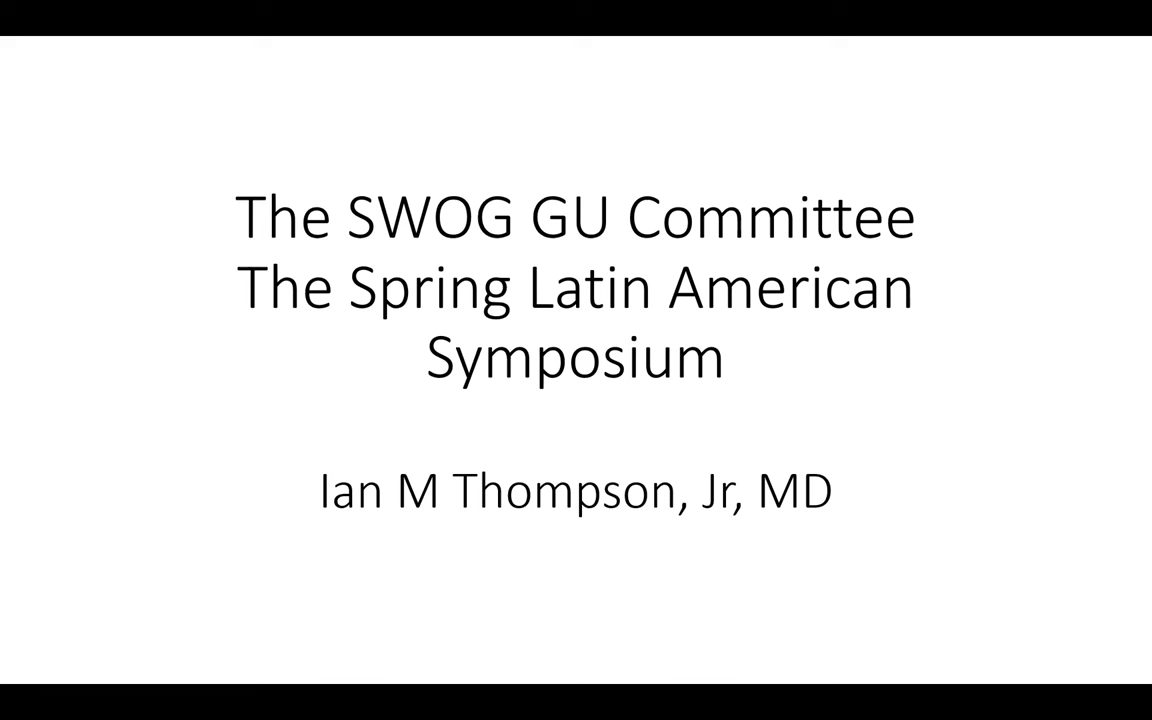 The SWOG GU Committee
The Spring Latin American
Symposium
Ian M Thompson, Jr, MD